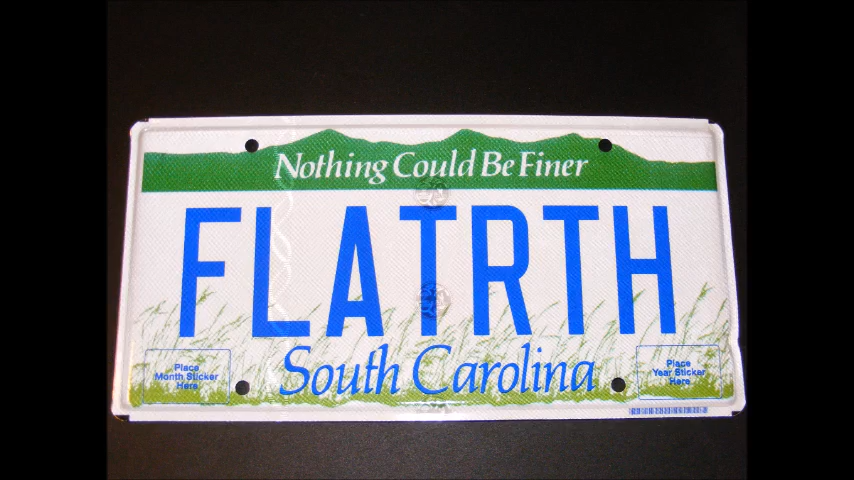 Nothing Could Be Finer
FLATRTH
South Carolina
Place
Month Sticker
Here
Place
Year Sticker
Here